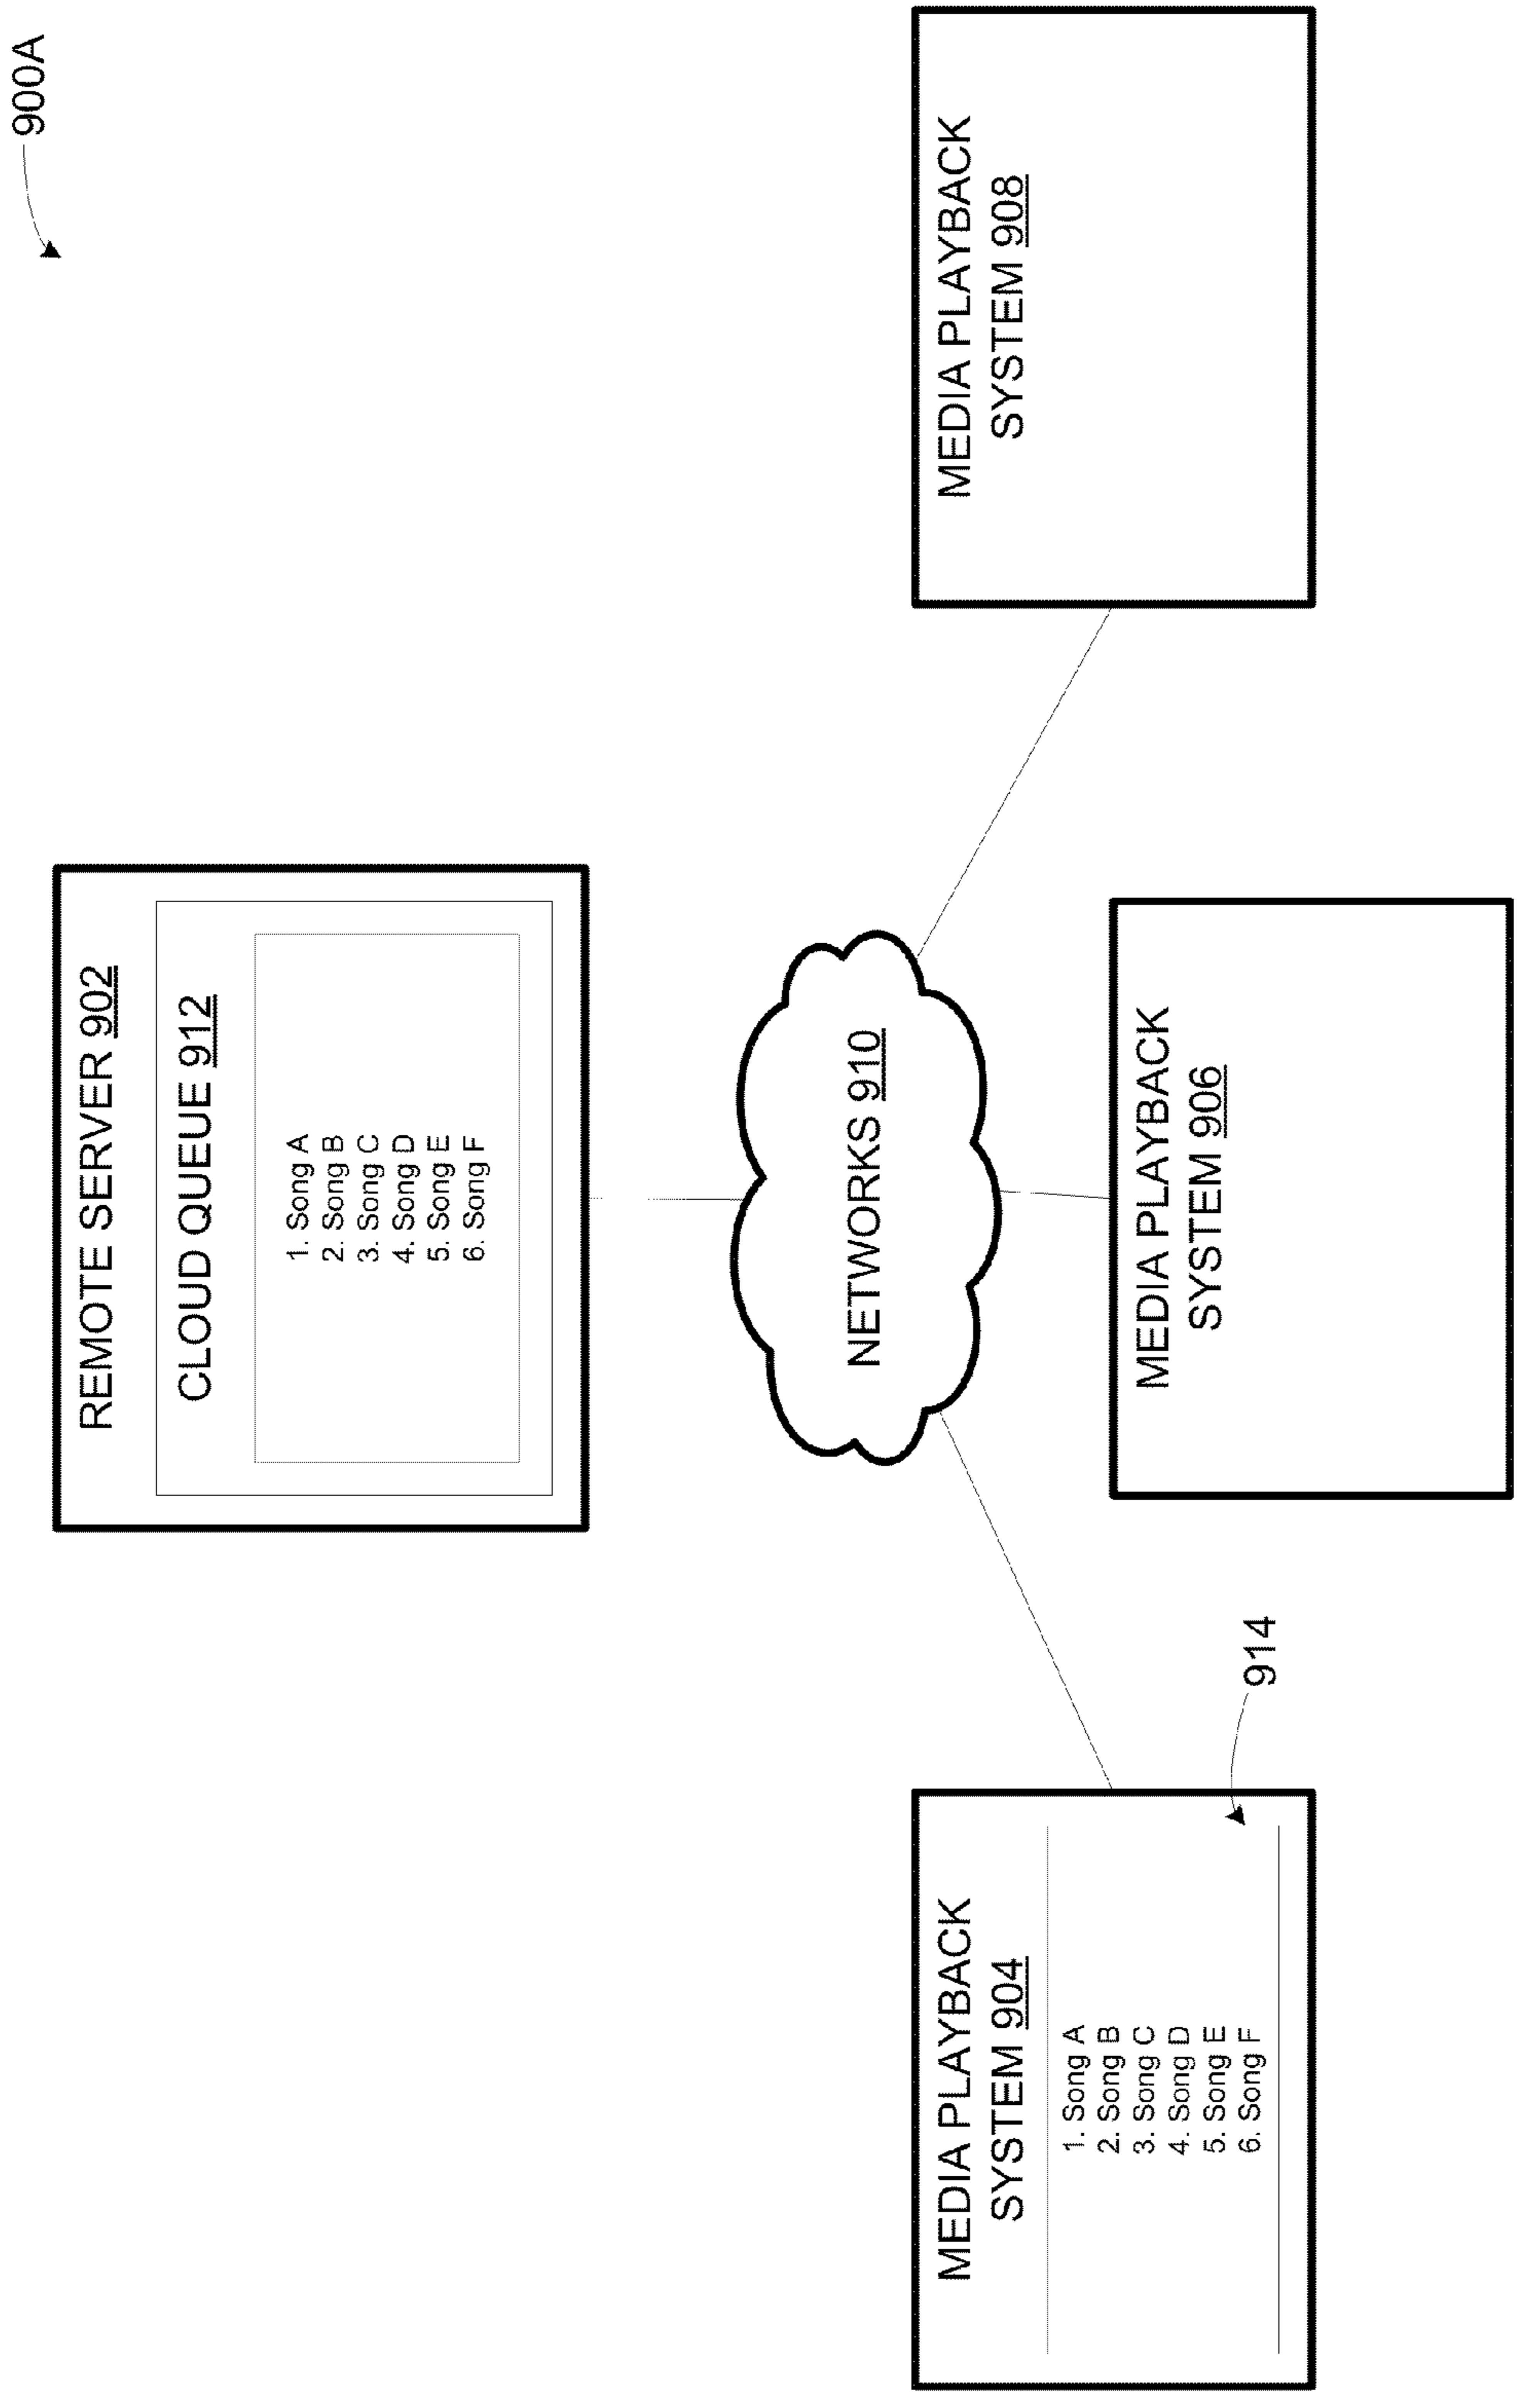 900A
REMOTE SERVER 902
CLOUD QUEUE 912
1. Song A
2. Song B
3. Song C
4. Song D
5. Song E
6. Song F
NETWORKS 910
MEDIA PLAYBACK
SYSTEM 904
1. Song A
2. Song B
3. Song C
4. Song D
5. Song E
6. Song F
914
MEDIA PLAYBACK
SYSTEM 906
MEDIA PLAYBACK
SYSTEM 908